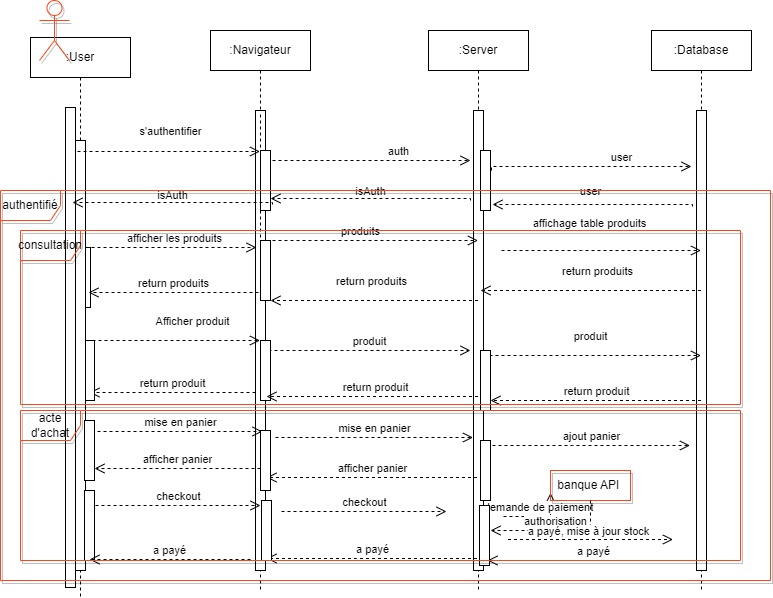 :User
:Navigateur
:Server
:Database
s'authentifier
auth
user
authentifié
isAuth
isAuth
user
consultation
afficher les produits
produits
affichage table produits
return produits
return produits
return produits
Afficher produit
produit
produit
return produit
return produit
return produit
acte
d'achat
mise en panier
mise en panier
ajout panier
afficher panier
afficher panier
banque API
checkout
checkout
emande de paiement
authorisation
a payé, mise à jour stock
a payé
a payé
a payé